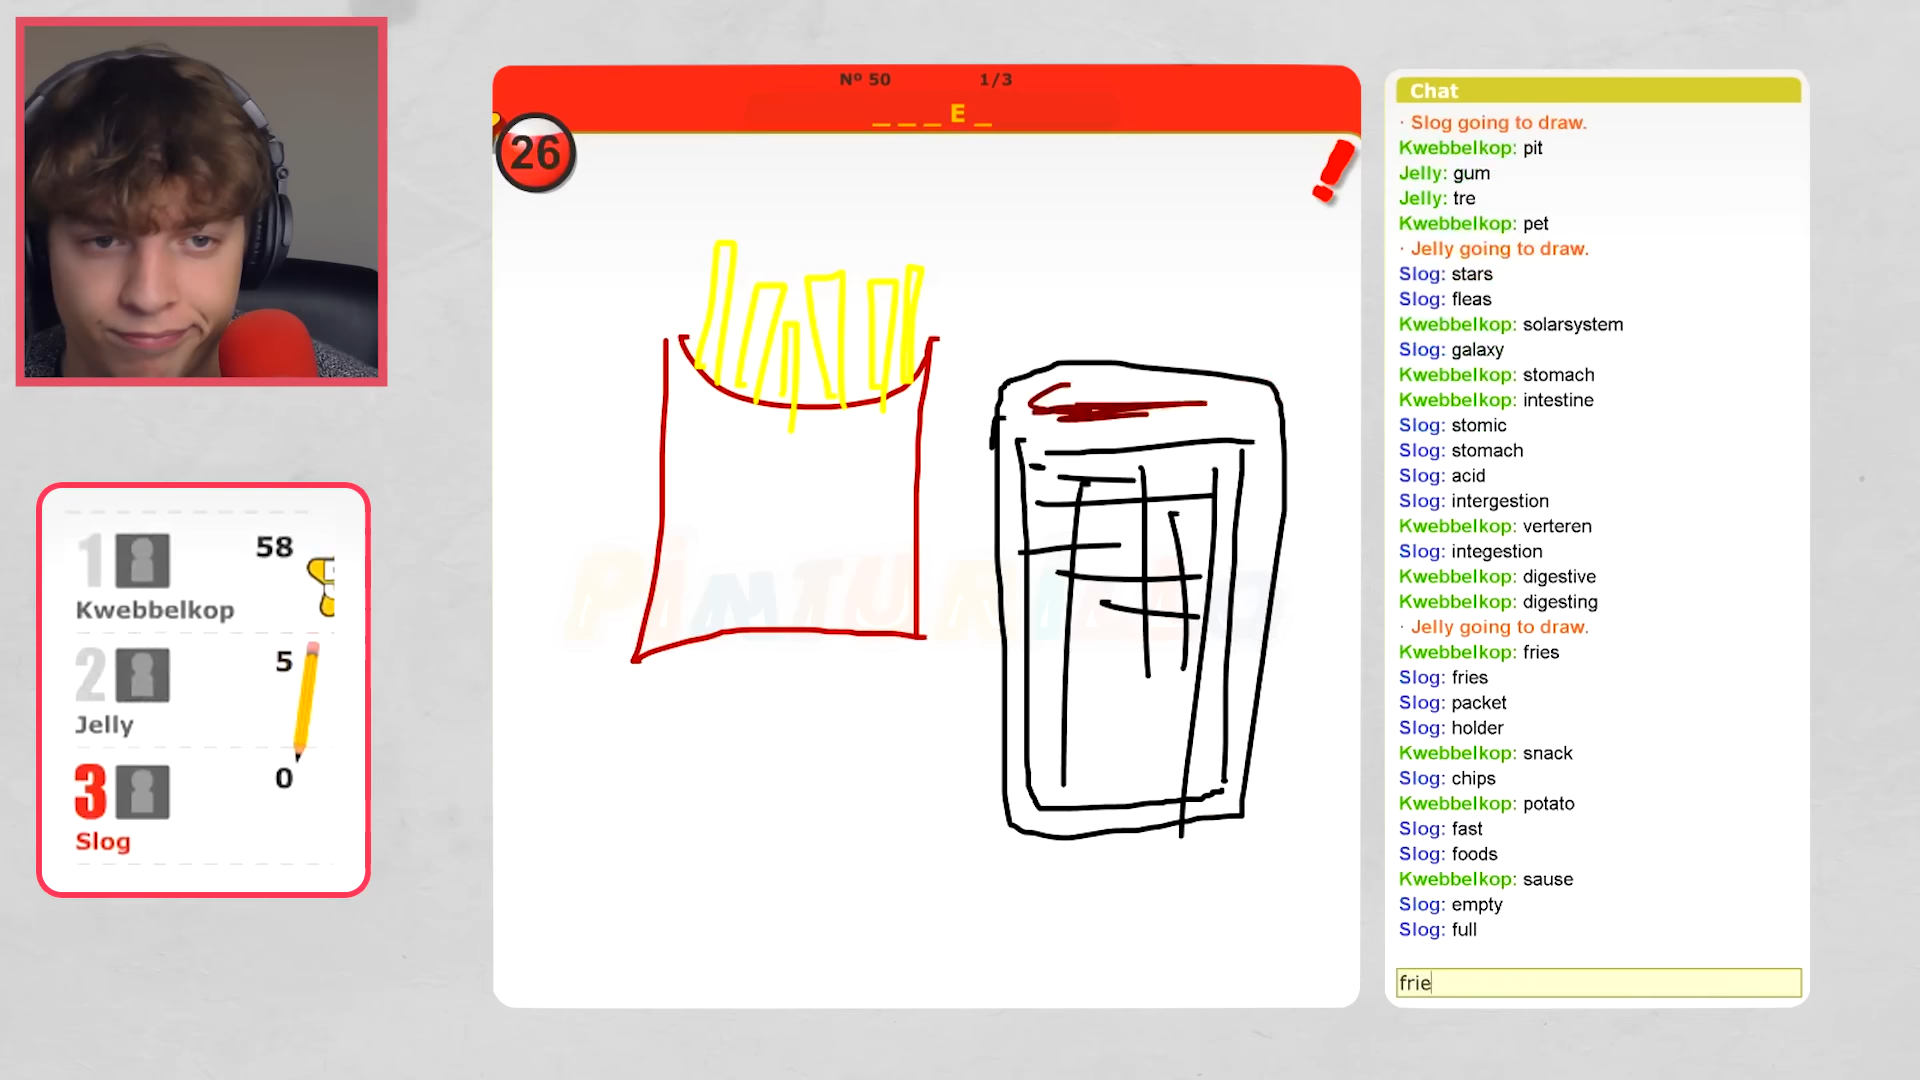 Nº 50 1/3
_ _ _ E _
26
PINTURILLO
1
58
Kwebbelkop
2
5
Jelly
3
0
Slog
Chat
· Slog going to draw.
Kwebbelkop: pit
Jelly: gum
Jelly: tre
Kwebbelkop: pet
· Jelly going to draw.
Slog: stars
Slog: fleas
Kwebbelkop: solarsystem
Slog: galaxy
Kwebbelkop: stomach
Kwebbelkop: intestine
Slog: stomic
Slog: stomach
Slog: acid
Slog: intergestion
Kwebbelkop: verteren
Slog: integestion
Kwebbelkop: digestive
Kwebbelkop: digesting
· Jelly going to draw.
Kwebbelkop: fries
Slog: fries
Slog: packet
Slog: holder
Kwebbelkop: snack
Slog: chips
Kwebbelkop: potato
Slog: fast
Slog: foods
Kwebbelkop: sause
Slog: empty
Slog: full
frie